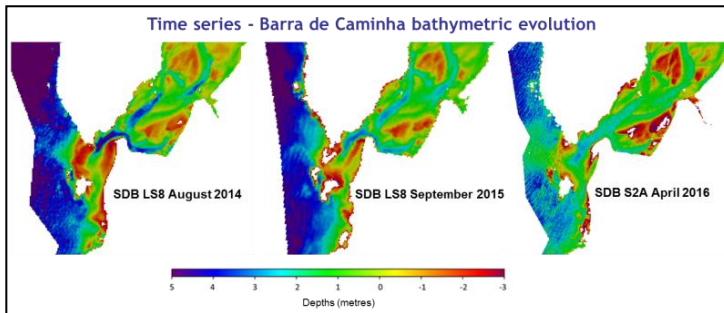 Time series - Barra de Caminha bathymetric evolution
SDB LS8 August 2014
SDB LS8 September 2015
SDB S2A April 2016
5 4 3 2 1 0 -1 -2 -3
Depths (metres)